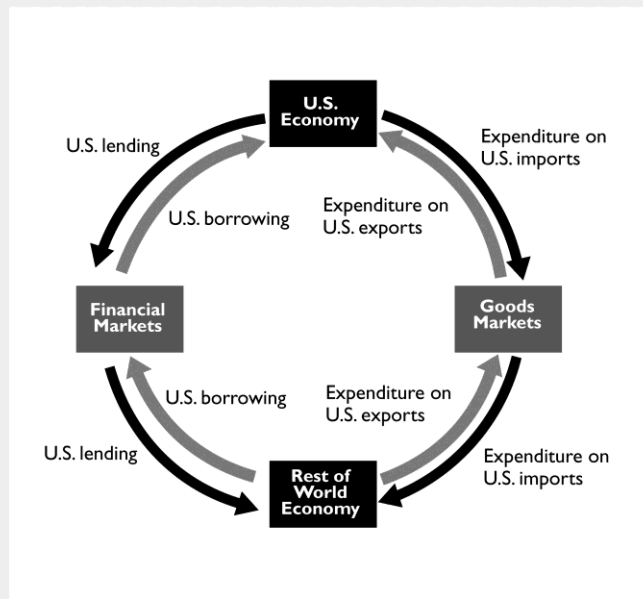 U.S.
Economy
U.S. lending
Expenditure on
U.S. imports
U.S. borrowing
Expenditure on
U.S. exports
Financial
Markets
Goods
Markets
U.S. borrowing
Expenditure on
U.S. exports
U.S. lending
Expenditure on
U.S. imports
Rest of
World
Economy